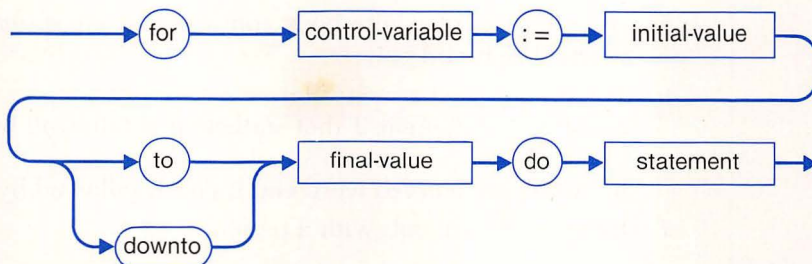 for control-variable := initial-value
to final-value do statement
downto